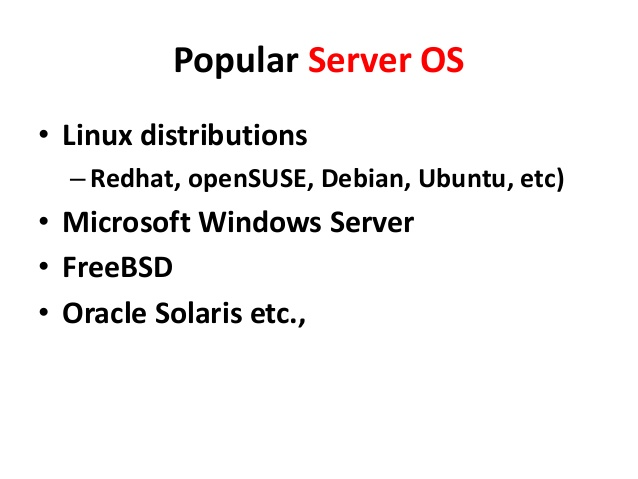 Popular Server OS
• Linux distributions
– Redhat, openSUSE, Debian, Ubuntu, etc)
• Microsoft Windows Server
• FreeBSD
• Oracle Solaris etc.,